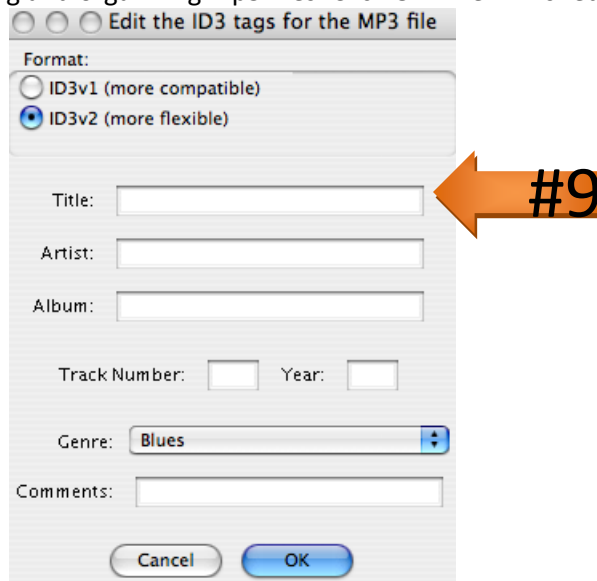 Edit the ID3 tags for the MP3 file
Format:
ID3v1 (more compatible)
ID3v2 (more flexible)
Title:
#9
Artist:
Album:
Track Number: Year:
Genre: Blues
Comments:
Cancel OK